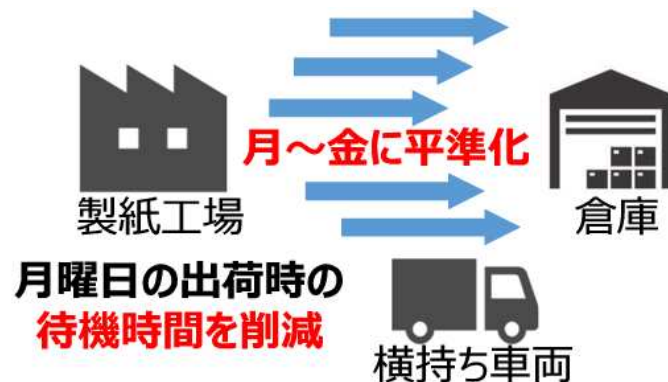 月～金に平準化
製紙工場
倉庫
月曜日の出荷時の
待機時間を削減
横持ち車両